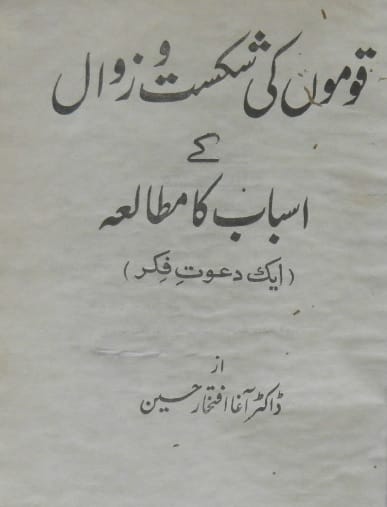 قوموں کی شکست و زوال
کے
اسباب کا مطالعہ
(ایک دعوتِ فکر)
از
ڈاکٹر آغا افتخار حسین